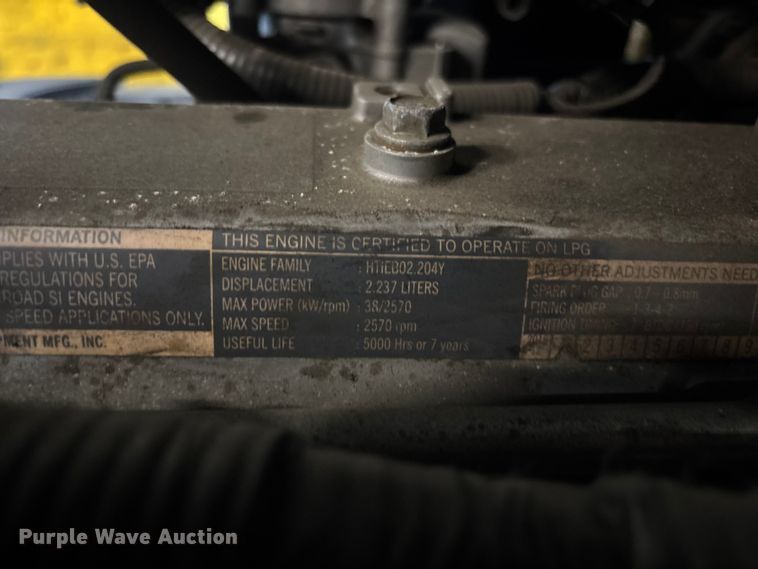 INFORMATION
PLIES WITH U.S. EPA
REGULATIONS FOR
ROAD SI ENGINES.
SPEED APPLICATIONS ONLY.
PMENT MFG., INC.
THIS ENGINE IS CERTIFIED TO OPERATE ON LPG
ENGINE FAMILY : HTIEB02.204Y
DISPLACEMENT : 2.237 LITERS
MAX POWER (kW/rpm) : 38/2570
MAX SPEED : 2570 rpm
USEFUL LIFE : 5000 Hrs or 7 years
NO OTHER ADJUSTMENTS NEED
SPARK PLUG GAP : 0.7 - 0.8mm
FIRING ORDER : 1-3-4-2
IGNITION
1 2 3 4 5 6 7 8 9
Purple Wave Auction